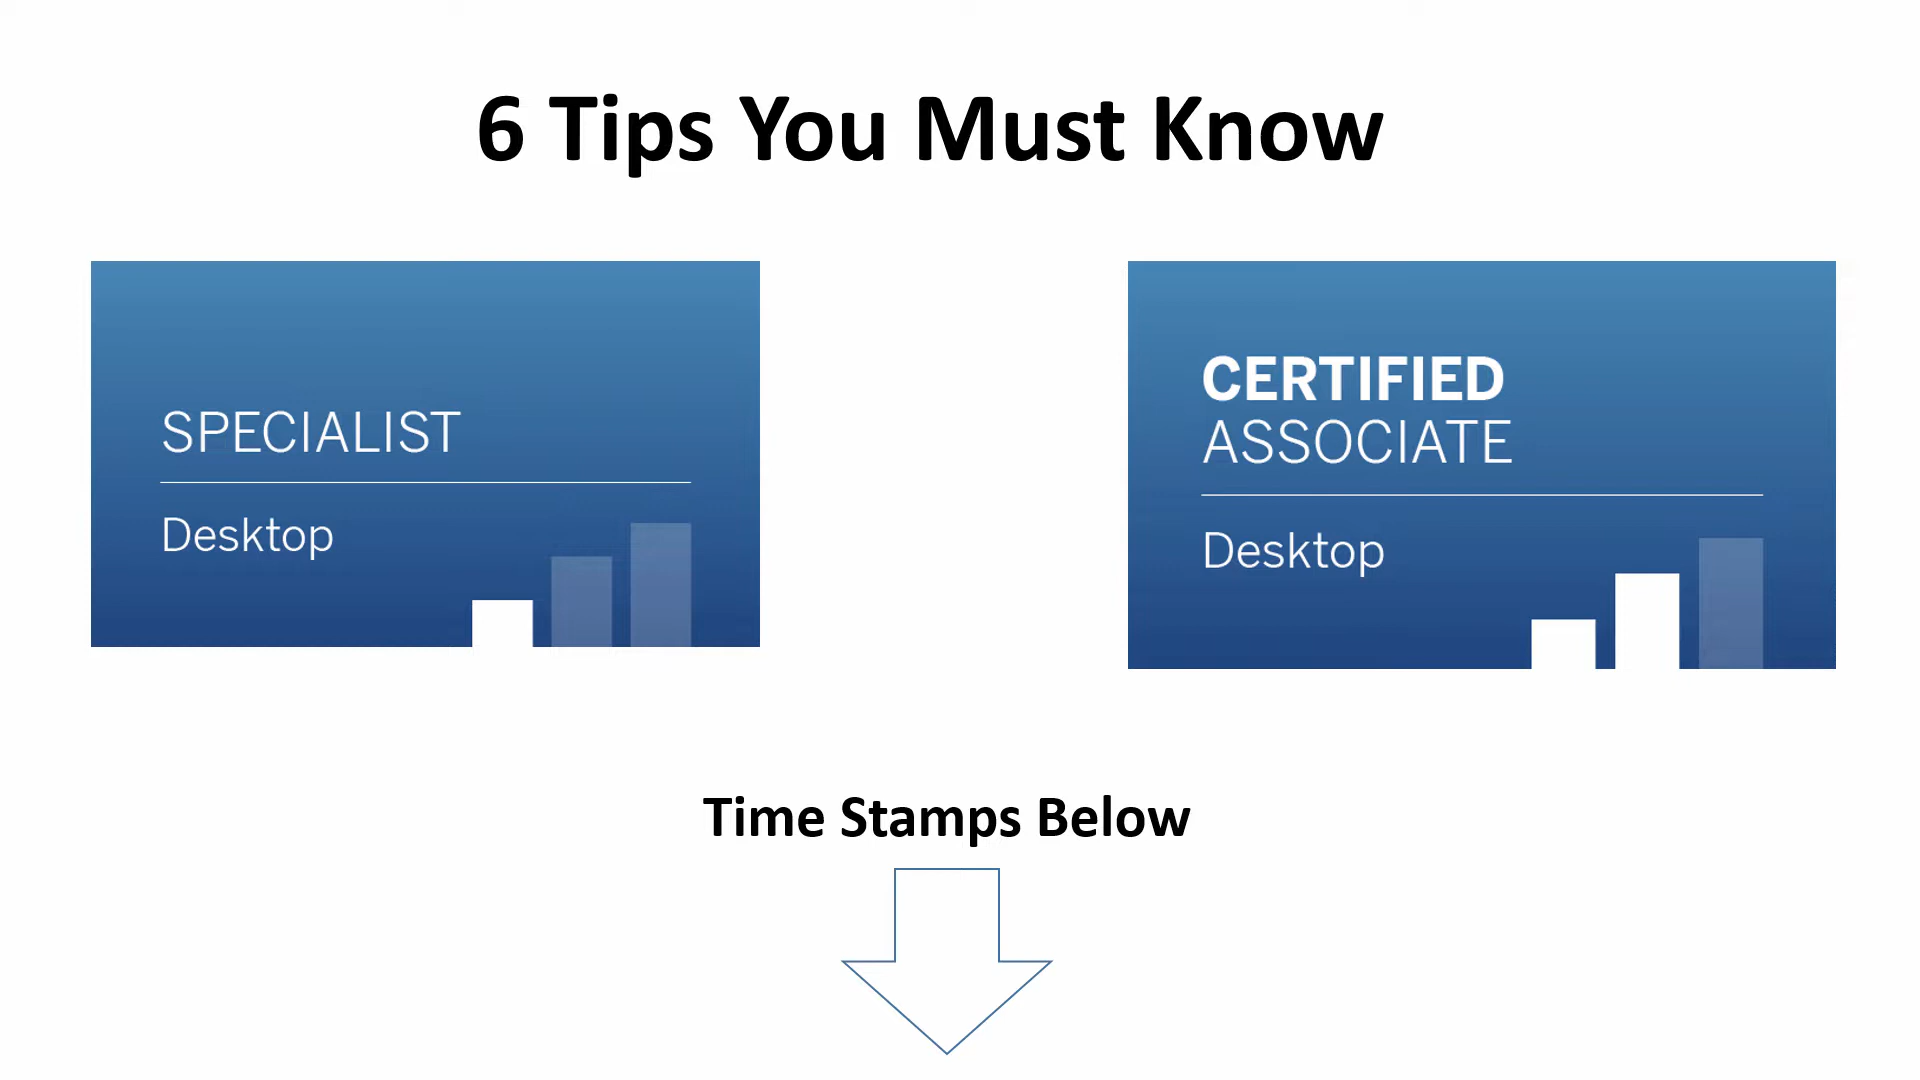 6 Tips You Must Know
SPECIALIST
Desktop
CERTIFIED
ASSOCIATE
Desktop
Time Stamps Below